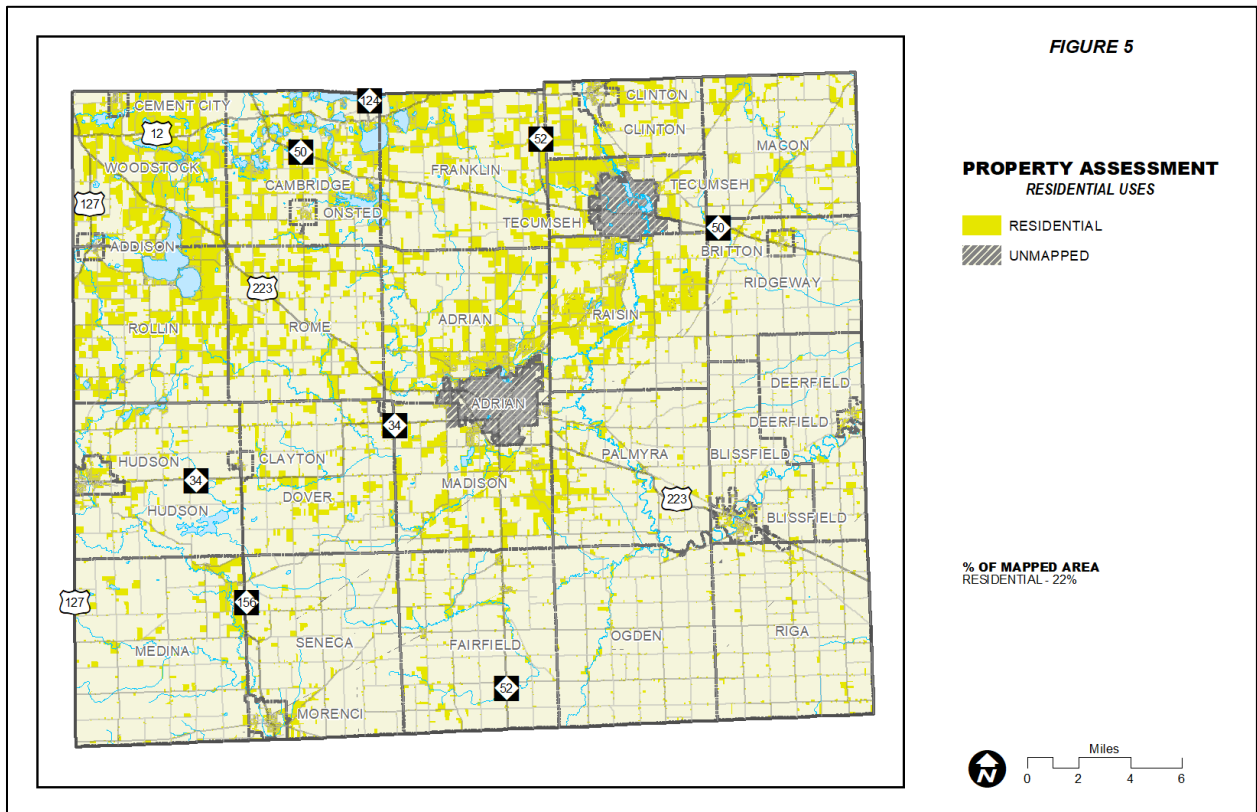 FIGURE 5
PROPERTY ASSESSMENT
RESIDENTIAL USES
RESIDENTIAL
UNMAPPED
% OF MAPPED AREA
RESIDENTIAL - 22%
N
Miles
0 2 4 6
CEMENT CITY
124
CLINTON
12
CLINTON
52
50
MACON
WOODSTOCK
FRANKLIN
CAMBRIDGE
TECUMSEH
127
ONSTED
TECUMSEH
50
ADDISON
BRITTON
223
RIDGEWAY
ROLLIN
ROME
ADRIAN
RAISIN
DEERFIELD
ADRIAN
DEERFIELD
34
HUDSON
CLAYTON
PALMYRA
BLISSFIELD
34
DOVER
MADISON
223
HUDSON
BLISSFIELD
127
156
MEDINA
SENECA
FAIRFIELD
OGDEN
RIGA
52
MORENCI